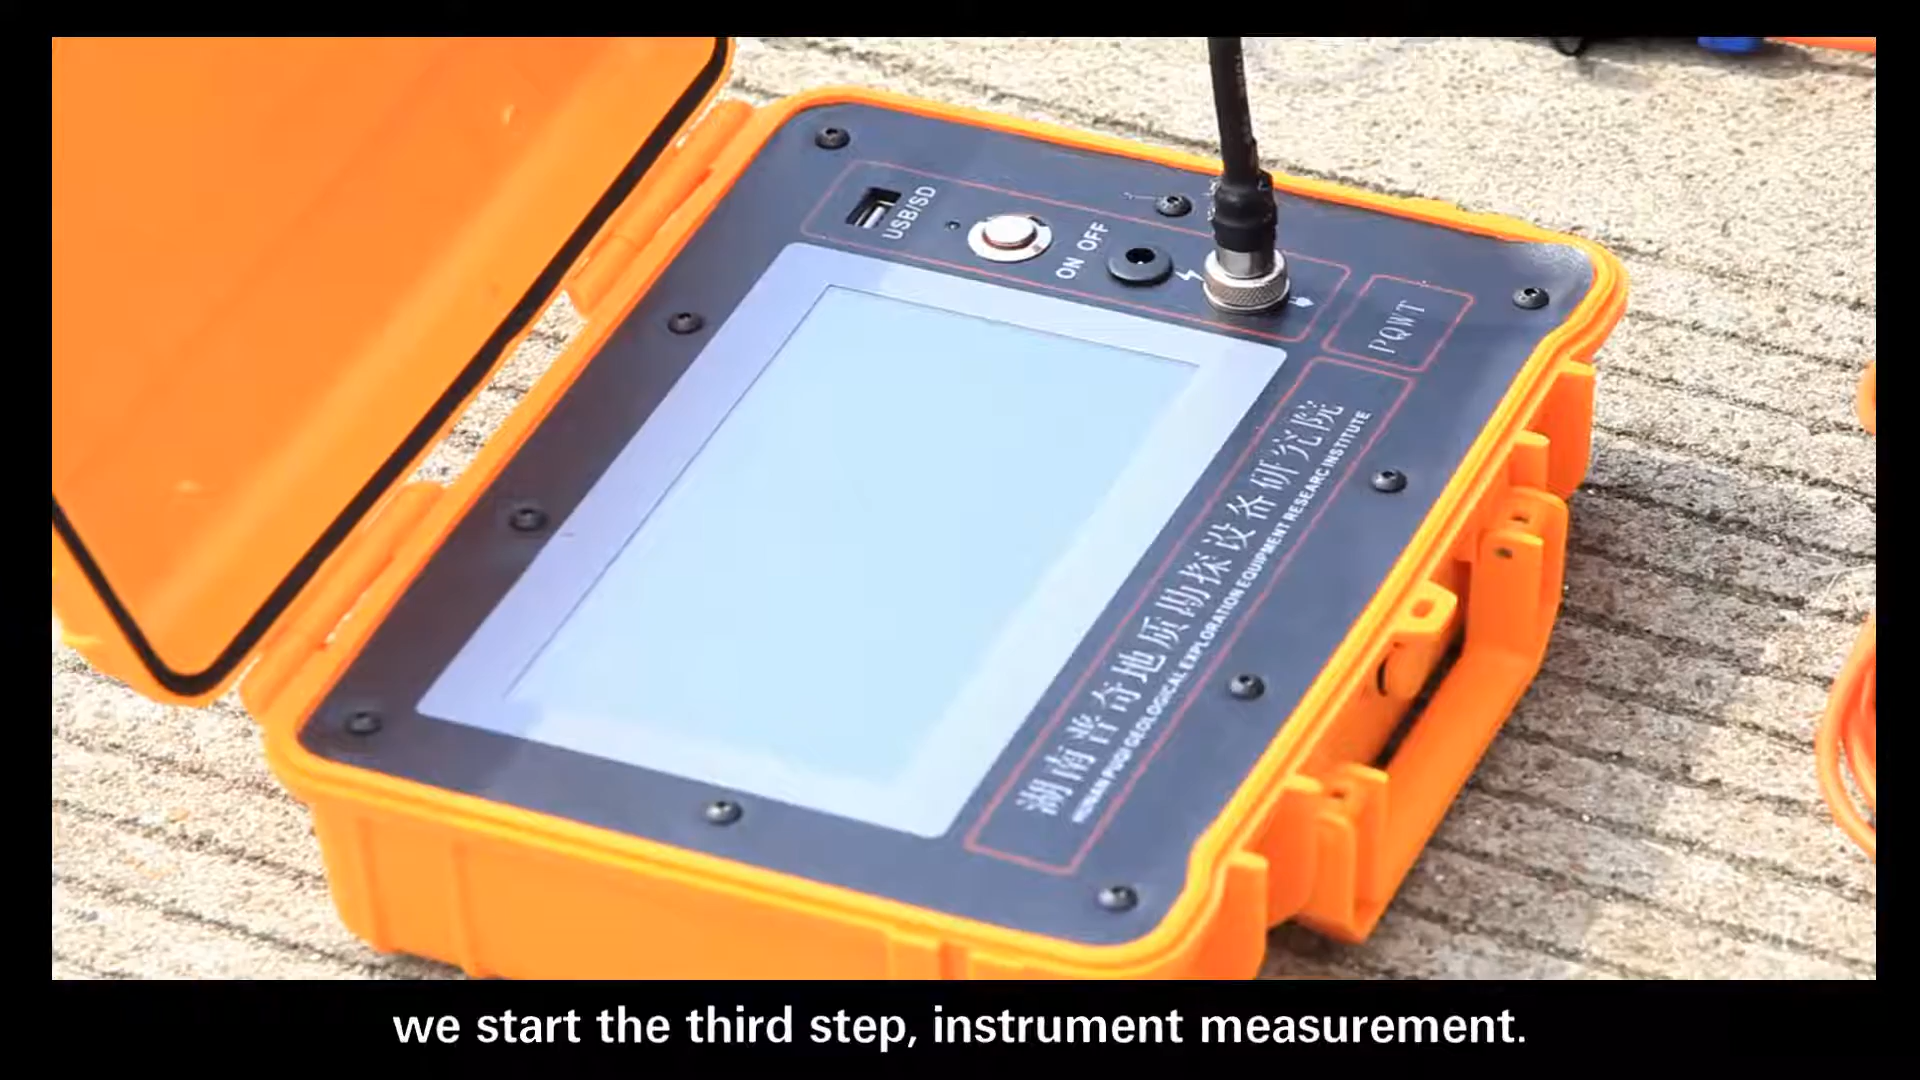 USB/SD
ON OFF
PQWT
湖南普奇地质勘探设备研究院
HUNAN PUQI GEOLOGICAL EXPLORATION EQUIPMENT RESEARC INSTITUTE
we start the third step, instrument measurement.